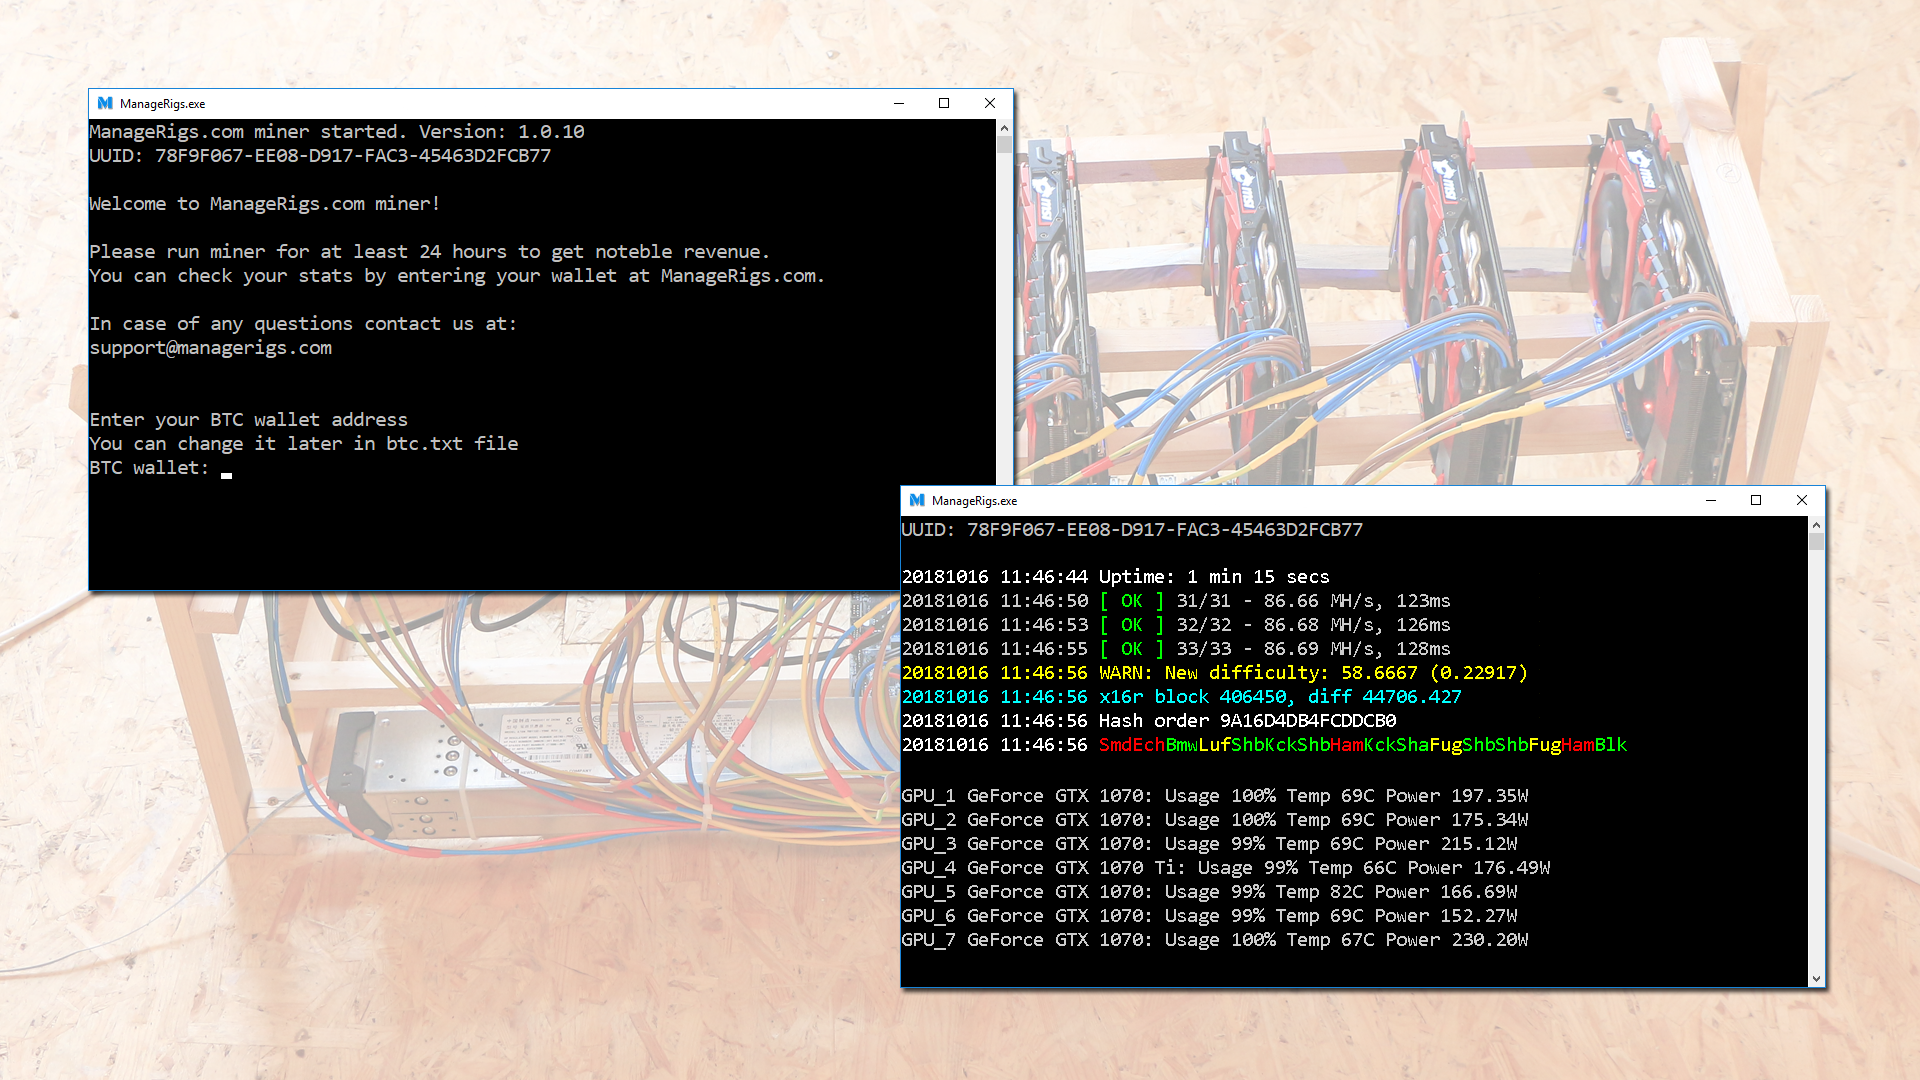 ManageRigs.exe
ManageRigs.com miner started. Version: 1.0.10
UUID: 78F9F067-EE08-D917-FAC3-45463D2FCB77
Welcome to ManageRigs.com miner!
Please run miner for at least 24 hours to get noteble revenue.
You can check your stats by entering your wallet at ManageRigs.com.
In case of any questions contact us at:
support@managerigs.com
Enter your BTC wallet address
You can change it later in btc.txt file
BTC wallet:
msi
msi
msi
msi
ManageRigs.exe
UUID: 78F9F067-EE08-D917-FAC3-45463D2FCB77
20181016 11:46:44 Uptime: 1 min 15 secs
20181016 11:46:50 [ OK ] 31/31 - 86.66 MH/s, 123ms
20181016 11:46:53 [ OK ] 32/32 - 86.68 MH/s, 126ms
20181016 11:46:55 [ OK ] 33/33 - 86.69 MH/s, 128ms
20181016 11:46:56 WARN: New difficulty: 58.6667 (0.22917)
20181016 11:46:56 x16r block 406450, diff 44706.427
20181016 11:46:56 Hash order 9A16D4DB4FCDDCB0
20181016 11:46:56 SmdEchBmwLufShbKckShbHamKckShaFugShbShbFugHamBlk
GPU_1 GeForce GTX 1070: Usage 100% Temp 69C Power 197.35W
GPU_2 GeForce GTX 1070: Usage 100% Temp 69C Power 175.34W
GPU_3 GeForce GTX 1070: Usage 99% Temp 69C Power 215.12W
GPU_4 GeForce GTX 1070 Ti: Usage 99% Temp 66C Power 176.49W
GPU_5 GeForce GTX 1070: Usage 99% Temp 82C Power 166.69W
GPU_6 GeForce GTX 1070: Usage 99% Temp 69C Power 152.27W
GPU_7 GeForce GTX 1070: Usage 100% Temp 67C Power 230.20W